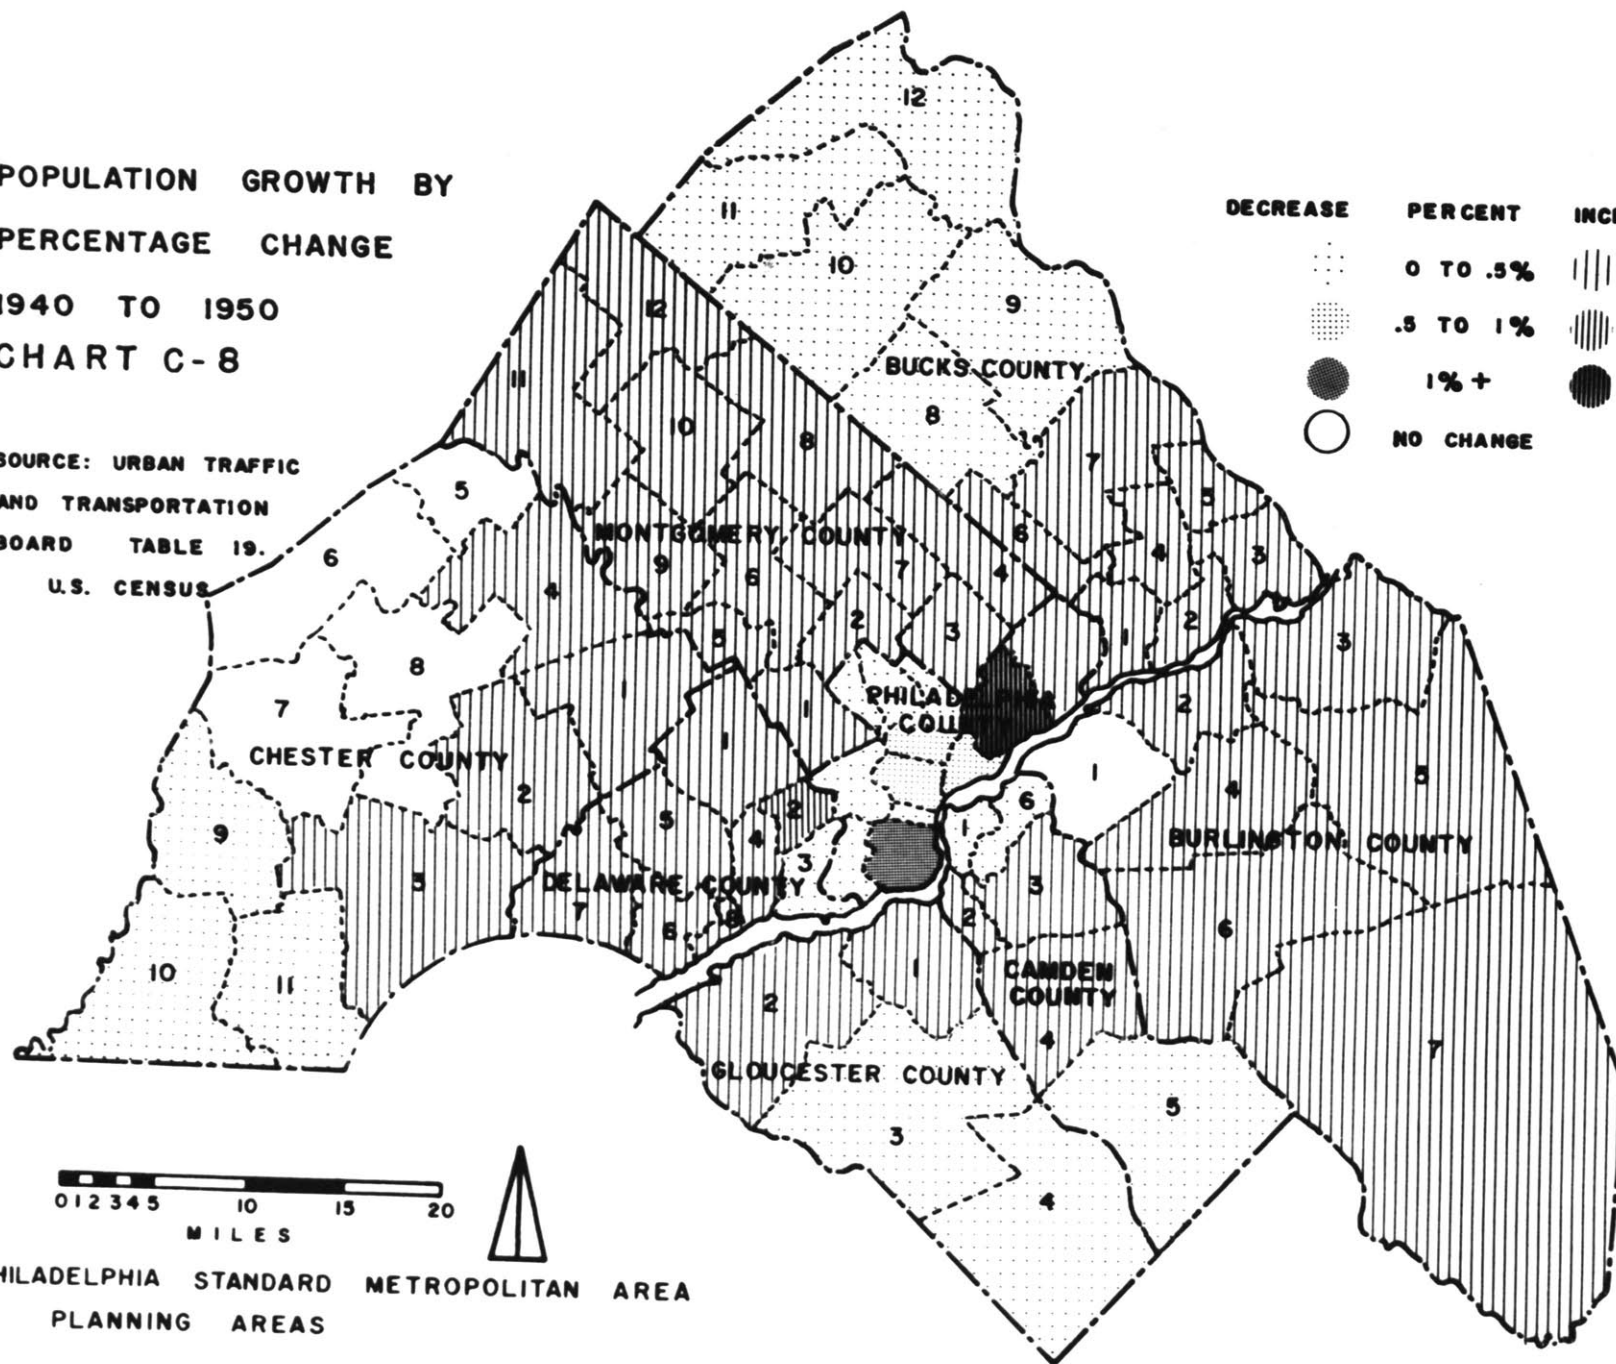 POPULATION GROWTH BY
PERCENTAGE CHANGE
1940 TO 1950
CHART C-8
SOURCE: URBAN TRAFFIC
AND TRANSPORTATION
BOARD TABLE 19.
U.S. CENSUS
DECREASE PERCENT INC
0 TO .5%
.5 TO 1%
1% +
NO CHANGE
12
11
10
9
BUCKS COUNTY
8
7
6
5
4
3
2
1
12
11
10
8
MONTGOMERY COUNTY
9
6
7
4
5
2
3
1
5
6
4
8
7
1
CHESTER COUNTY
2
9
3
10
11
PHILADELPHIA
COUNTY
1
2
5
4
3
DELAWARE COUNTY
7
6
8
3
2
1
4
5
BURLINGTON COUNTY
6
7
6
1
3
2
CAMDEN
COUNTY
4
5
1
2
GLOUCESTER COUNTY
3
4
0 1 2 3 4 5 10 15 20
MILES
PHILADELPHIA STANDARD METROPOLITAN AREA
PLANNING AREAS